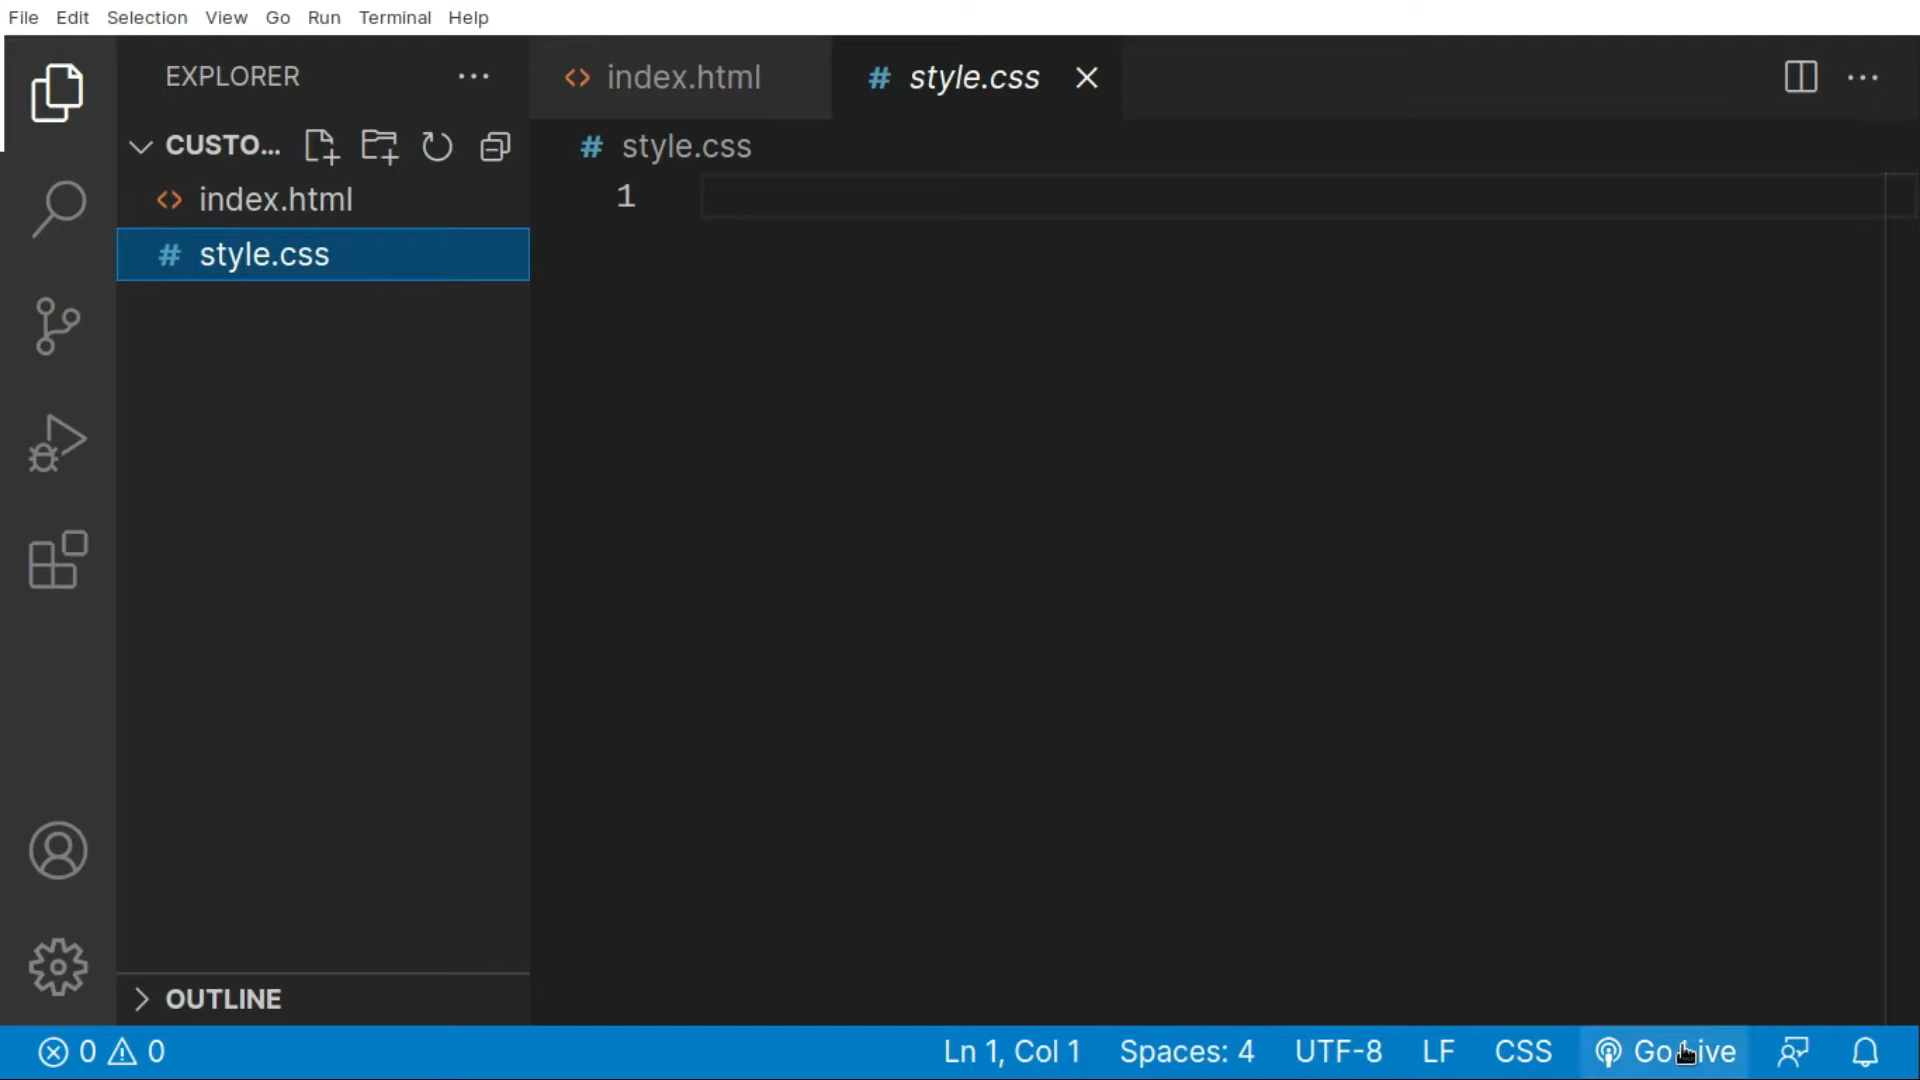 File Edit Selection View Go Run Terminal Help
EXPLORER
CUSTO...
index.html
style.css
OUTLINE
index.html
style.css
style.css
1
0 0
Ln 1, Col 1
Spaces: 4
UTF-8
LF
CSS
Go Live